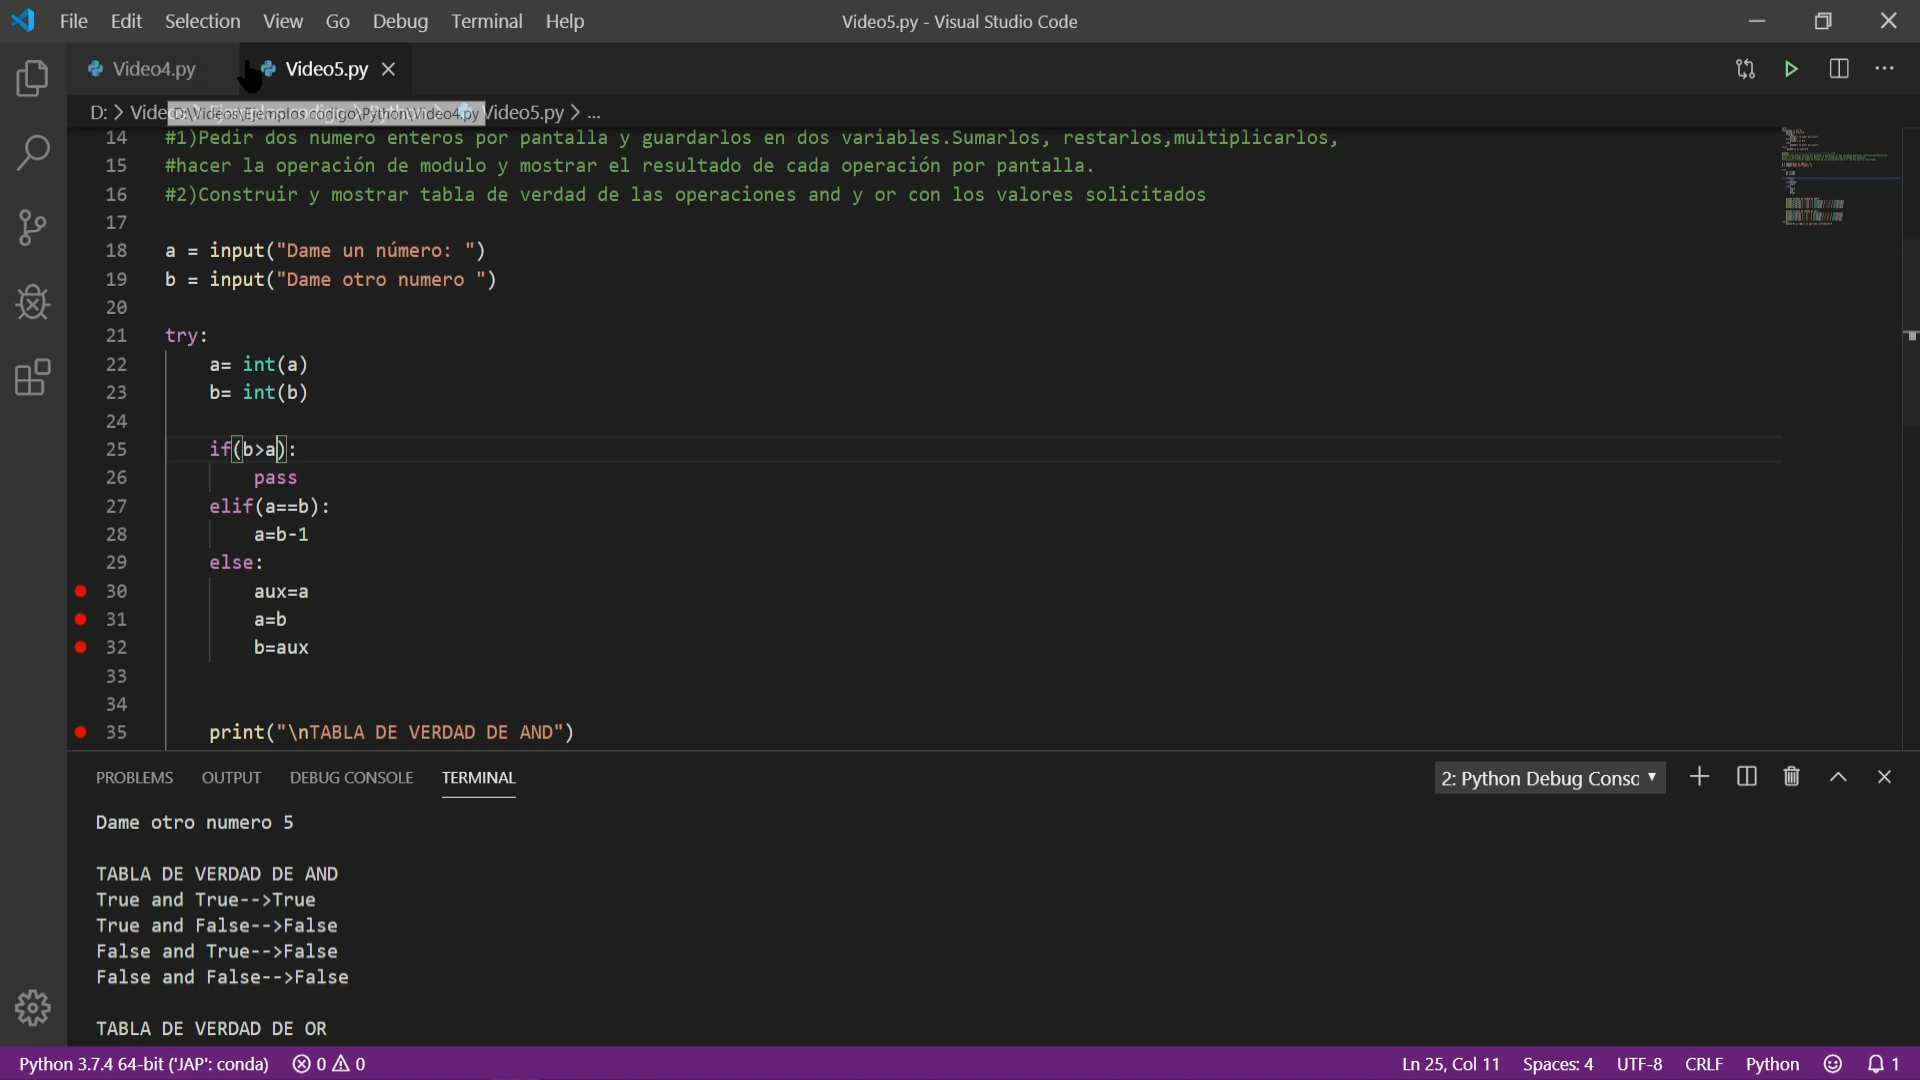 File Edit Selection View Go Debug Terminal Help
Video5.py - Visual Studio Code
Video4.py
Video5.py
D: > Video5.py > ...
D:\Videos\Ejemplos codigo\Python\Video4.py
14 #1)Pedir dos numero enteros por pantalla y guardarlos en dos variables.Sumarlos, restarlos,multiplicarlos,
15 #hacer la operación de modulo y mostrar el resultado de cada operación por pantalla.
16 #2)Construir y mostrar tabla de verdad de las operaciones and y or con los valores solicitados
17
18 a = input("Dame un número: ")
19 b = input("Dame otro numero ")
20
21 try:
22 a= int(a)
23 b= int(b)
24
25 if(b>a):
26 pass
27 elif(a==b):
28 a=b-1
29 else:
30 aux=a
31 a=b
32 b=aux
33
34
35 print("\nTABLA DE VERDAD DE AND")
PROBLEMS OUTPUT DEBUG CONSOLE TERMINAL
2: Python Debug Consc
Dame otro numero 5
TABLA DE VERDAD DE AND
True and True-->True
True and False-->False
False and True-->False
False and False-->False
TABLA DE VERDAD DE OR
Python 3.7.4 64-bit ('JAP': conda) 0 0
Ln 25, Col 11 Spaces: 4 UTF-8 CRLF Python 1